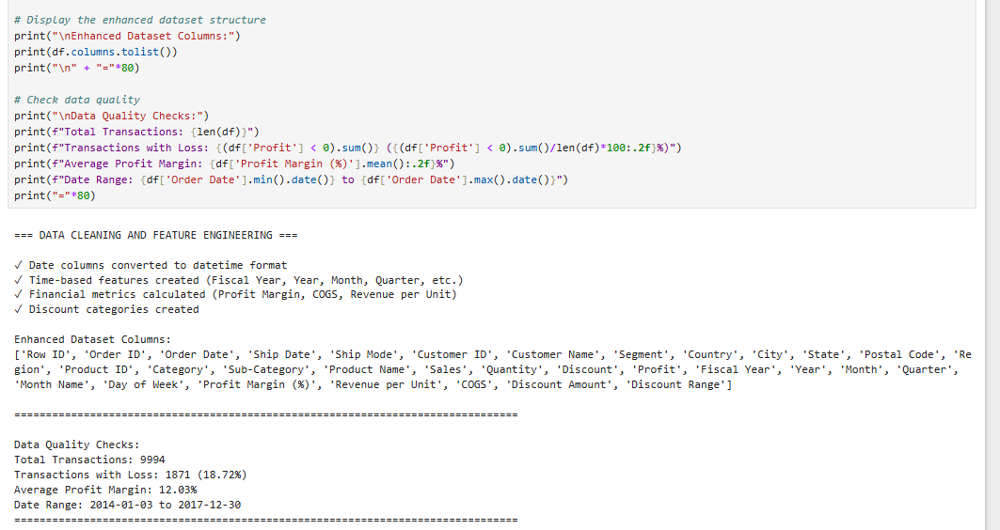 # Display the enhanced dataset structure
print("\nEnhanced Dataset Columns:")
print(df.columns.tolist())
print("\n" + "="*80)
# Check data quality
print("\nData Quality Checks:")
print(f"Total Transactions: {len(df)}")
print(f"Transactions with Loss: {(df['Profit'] < 0).sum()} ({(df['Profit'] < 0).sum()/len(df)*100:.2f}%)")
print(f"Average Profit Margin: {df['Profit Margin (%)'].mean():.2f}%")
print(f"Date Range: {df['Order Date'].min().date()} to {df['Order Date'].max().date()}")
print("="*80)
=== DATA CLEANING AND FEATURE ENGINEERING ===
✓ Date columns converted to datetime format
✓ Time-based features created (Fiscal Year, Year, Month, Quarter, etc.)
✓ Financial metrics calculated (Profit Margin, COGS, Revenue per Unit)
✓ Discount categories created
Enhanced Dataset Columns:
['Row ID', 'Order ID', 'Order Date', 'Ship Date', 'Ship Mode', 'Customer ID', 'Customer Name', 'Segment', 'Country', 'City', 'State', 'Postal Code', 'Re
gion', 'Product ID', 'Category', 'Sub-Category', 'Product Name', 'Sales', 'Quantity', 'Discount', 'Profit', 'Fiscal Year', 'Year', 'Month', 'Quarter',
'Month Name', 'Day of Week', 'Profit Margin (%)', 'Revenue per Unit', 'COGS', 'Discount Amount', 'Discount Range']
================================================================================
Data Quality Checks:
Total Transactions: 9994
Transactions with Loss: 1871 (18.72%)
Average Profit Margin: 12.03%
Date Range: 2014-01-03 to 2017-12-30
================================================================================